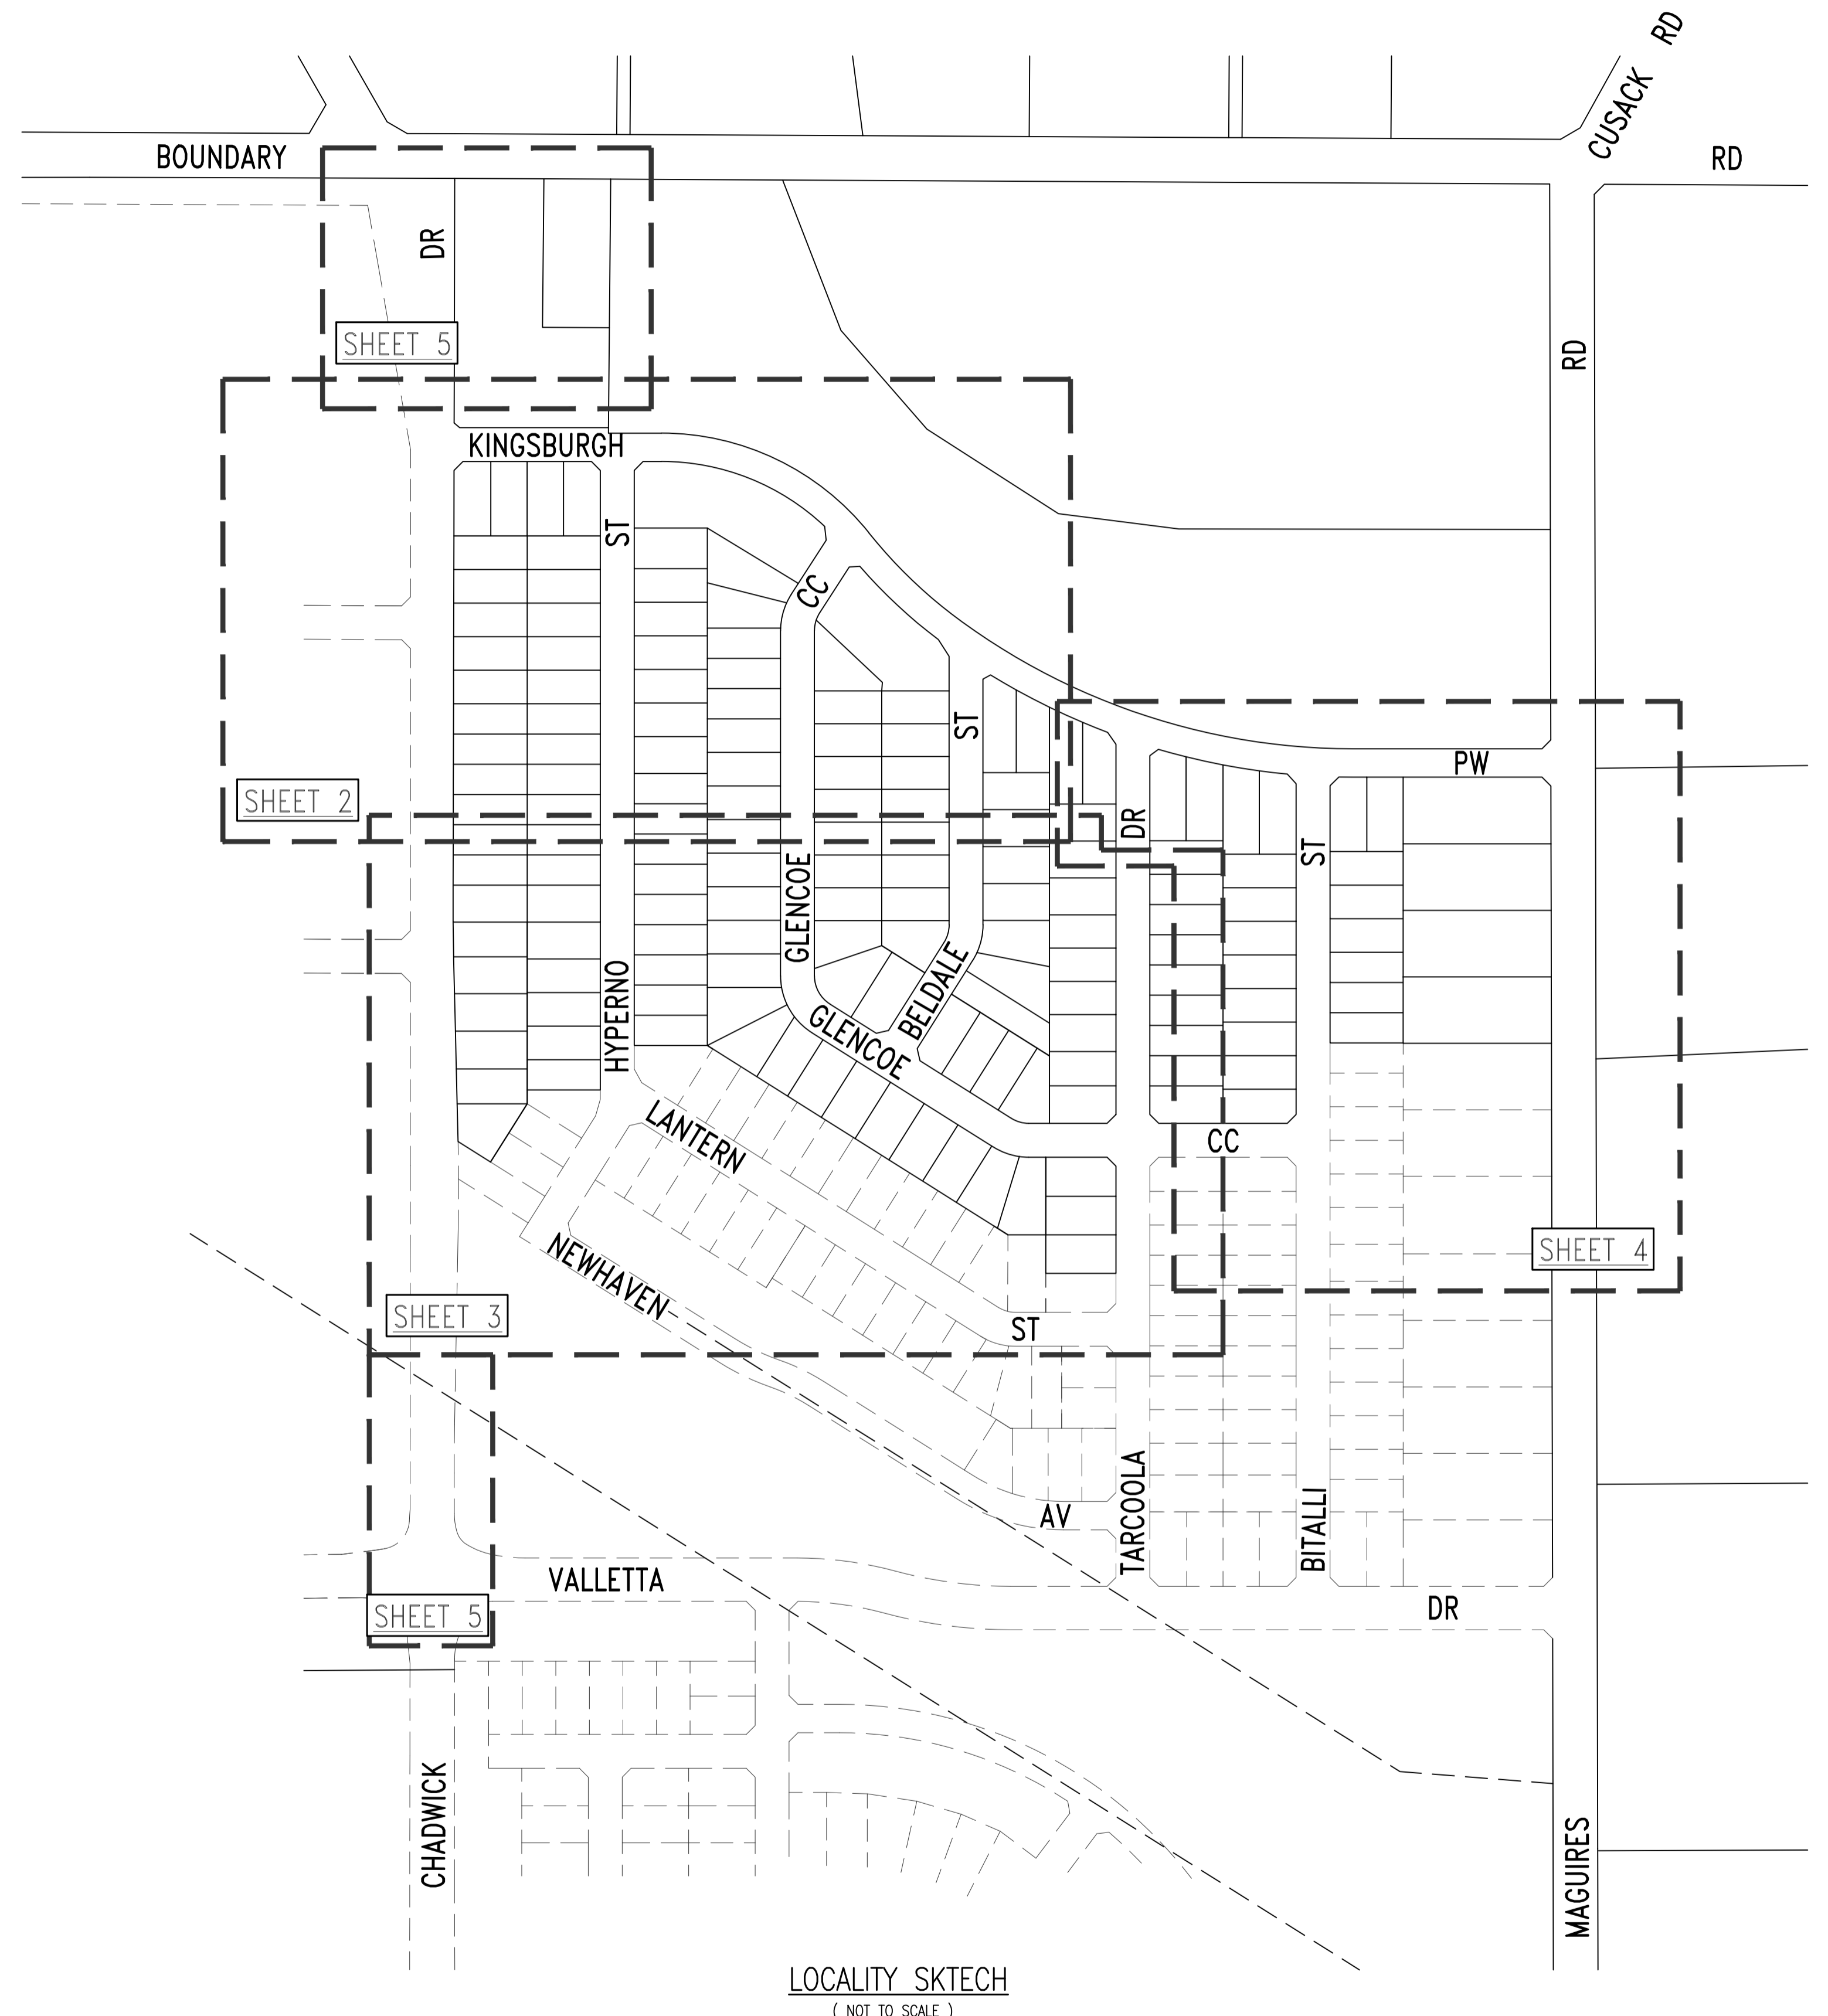 CUSACK RD
BOUNDARY RD
DR
RD
SHEET 5
KINGSBURGH
ST
CC
ST
PW
SHEET 2
DR
ST
GLENCOE
HYPERNO
BELDALE
GLENCOE
LANTERN
CC
NEWHAVEN
SHEET 4
SHEET 3
ST
AV
TARCOOLA
BITALLI
VALLETTA
DR
SHEET 5
CHADWICK
MAGUIRES
LOCALITY SKTECH
( NOT TO SCALE )